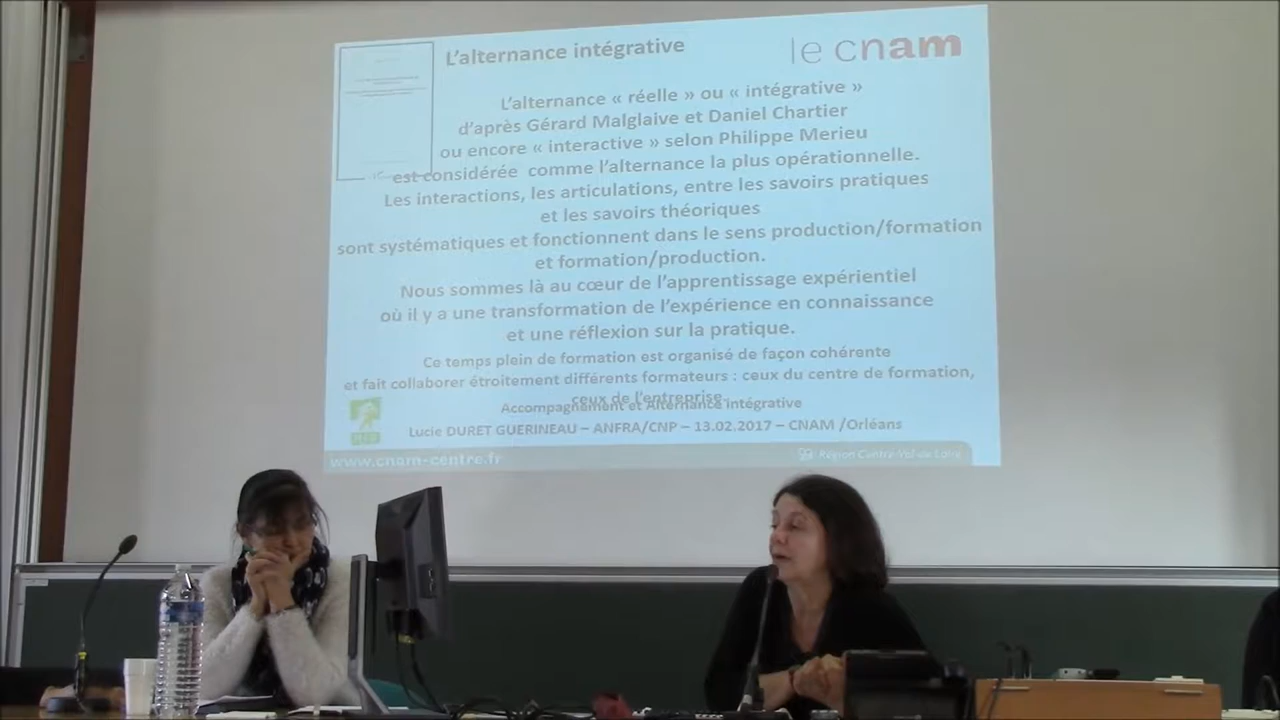 L'alternance intégrative
le cnam
L'alternance « réelle » ou « intégrative »
d'après Gérard Malglaive et Daniel Chartier
ou encore « interactive » selon Philippe Merieu
est considérée comme l'alternance la plus opérationnelle.
Les interactions, les articulations, entre les savoirs pratiques
et les savoirs théoriques
sont systématiques et fonctionnent dans le sens production/formation
et formation/production.
Nous sommes là au cœur de l'apprentissage expérientiel
où il y a une transformation de l'expérience en connaissance
et une réflexion sur la pratique.
Ce temps plein de formation est organisé de façon cohérente
et fait collaborer étroitement différents formateurs : ceux du centre de formation,
ceux de l'entreprise.
Accompagnement et Alternance Intégrative
Lucie DURET GUERINEAU – ANFRA/CNP – 13.02.2017 – CNAM /Orléans
www.cnam-centre.fr
Région Centre-Val de Loire